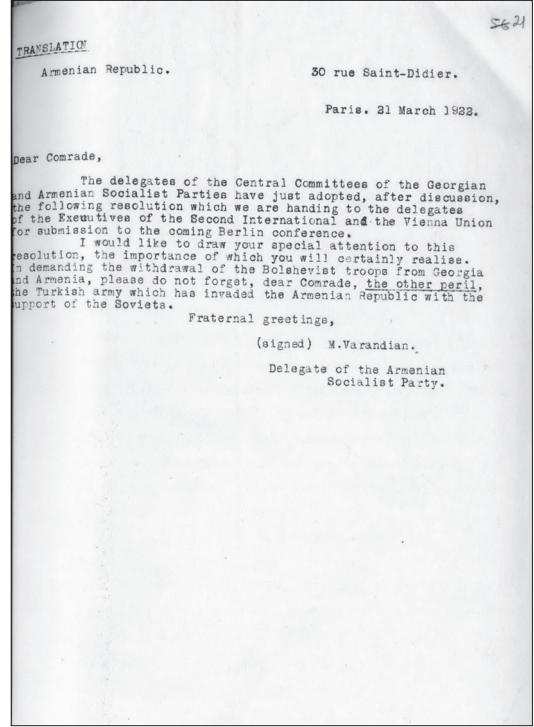 5621
TRANSLATION
Armenian Republic. 30 rue Saint-Didier.
Paris. 21 March 1922.
Dear Comrade,
The delegates of the Central Committees of the Georgian
and Armenian Socialist Parties have just adopted, after discussion,
the following resolution which we are handing to the delegates
of the Executives of the Second International and the Vienna Union
for submission to the coming Berlin conference.
I would like to draw your special attention to this
resolution, the importance of which you will certainly realise.
In demanding the withdrawal of the Bolshevist troops from Georgia
and Armenia, please do not forget, dear Comrade, the other peril,
the Turkish army which has invaded the Armenian Republic with the
support of the Soviets.
Fraternal greetings,
(signed) M.Varandian.
Delegate of the Armenian
Socialist Party.